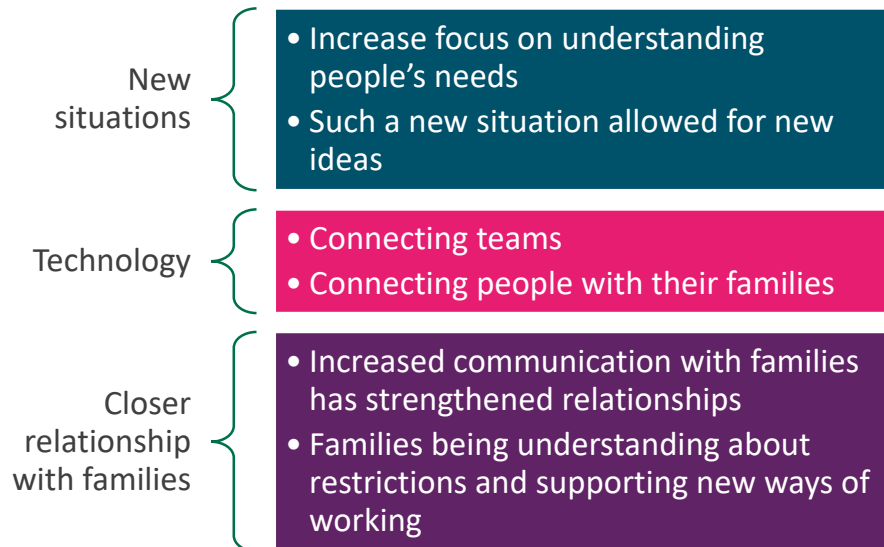 New
situations
• Increase focus on understanding
people’s needs
• Such a new situation allowed for new
ideas
Technology
• Connecting teams
• Connecting people with their families
Closer
relationship
with families
• Increased communication with families
has strengthened relationships
• Families being understanding about
restrictions and supporting new ways of
working